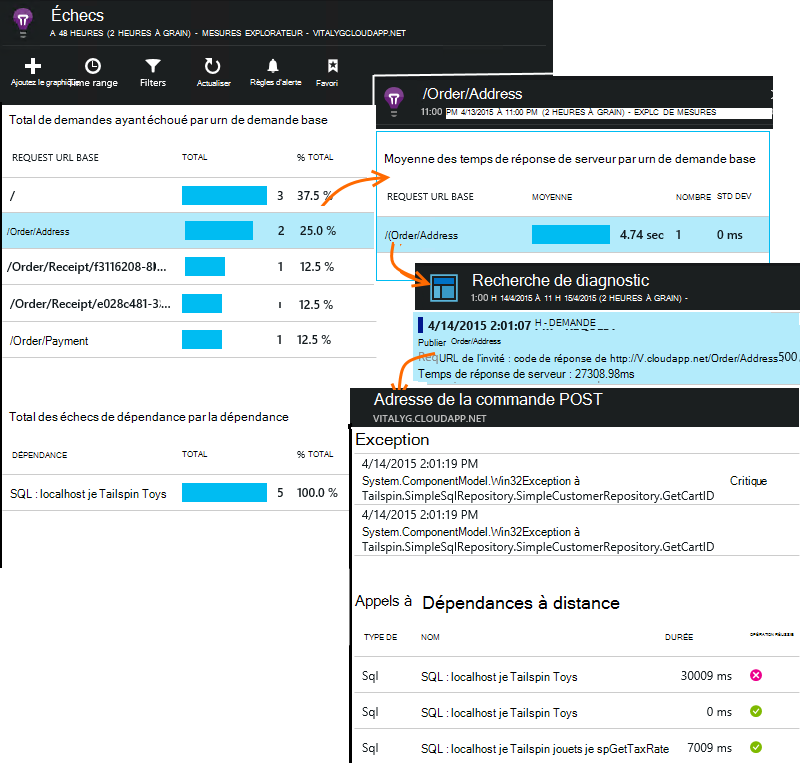 Échecs
A 48 HEURES (2 HEURES À GRAIN) - MESURES EXPLORATEUR - VITALYGCLOUDAPP.NET
Ajoutez le graphique Time range Filters Actualiser Règles d'alerte Favori
Total de demandes ayant échoué par urn de demande base
REQUEST URL BASE TOTAL % TOTAL
/ 3 37.5 %
/Order/Address 2 25.0 %
/Order/Receipt/f3116208-8... 1 12.5 %
/Order/Receipt/e028c481-3... 1 12.5 %
/Order/Payment 1 12.5 %
Total des échecs de dépendance par la dépendance
DÉPENDANCE TOTAL % TOTAL
SQL : localhost je Tailspin Toys 5 100.0 %
/Order/Address
11:00 PM 4/13/2015 À 11:00 PM (2 HEURES À GRAIN) - EXPLC DE MESURES
Moyenne des temps de réponse de serveur par urn de demande base
REQUEST URL BASE MOYENNE NOMBRE STD DEV
/(Order/Address 4.74 sec 1 0 ms
Recherche de diagnostic
1:00 H 14/4/2015 À 11 H 15/4/2015 (2 HEURES À GRAIN) -
4/14/2015 2:01:07 H - DEMANDE
Publier Order/Address
Req URL de l'invité : code de réponse de http://V.cloudapp.net/Order/Address 500
Temps de réponse de serveur : 27308.98ms
Adresse de la commande POST
VITALYG.CLOUDAPP.NET
Exception
4/14/2015 2:01:19 PM
System.ComponentModel.Win32Exception à Critique
Tailspin.SimpleSqlRepository.SimpleCustomerRepository.GetCartID
4/14/2015 2:01:19 PM
System.ComponentModel.Win32Exception à
Tailspin.SimpleSqlRepository.SimpleCustomerRepository.GetCartID
Appels à Dépendances à distance
TYPE DE NOM DURÉE OPÉRATION RÉUSSIE
Sql SQL : localhost je Tailspin Toys 30009 ms
Sql SQL : localhost je Tailspin Toys 0 ms
Sql SQL : localhost je Tailspin jouets je spGetTaxRate 7009 ms